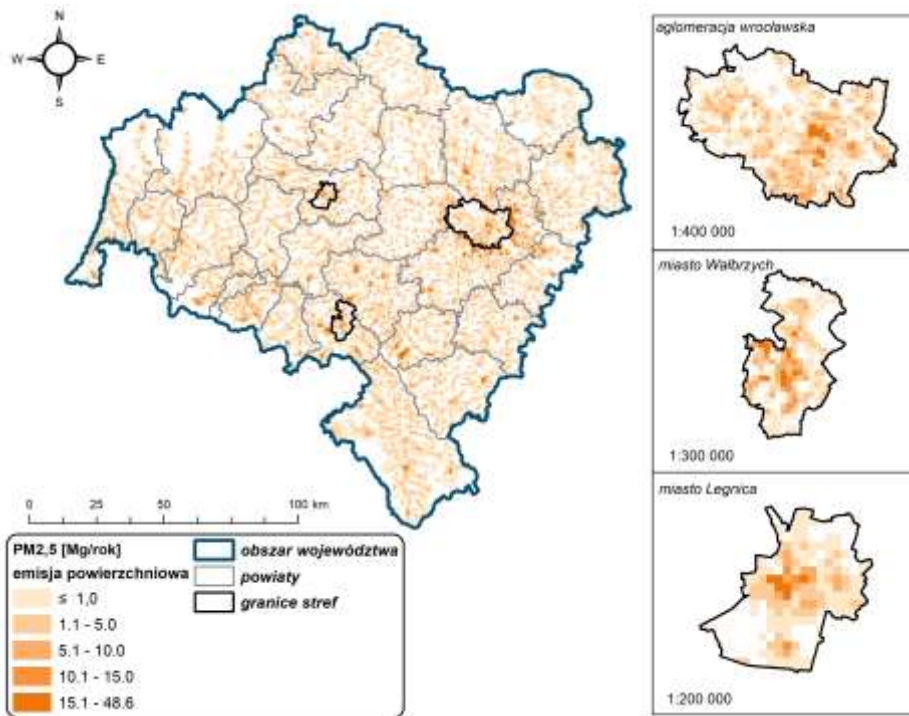 N
W E
S
aglomeracja wrocławska
1:400 000
miasto Wałbrzych
1:300 000
miasto Legnica
1:200 000
0 25 50 100 km
PM2,5 [Mg/rok]
emisja powierzchniowa
≤ 1,0
1.1 - 5.0
5.1 - 10.0
10.1 - 15.0
15.1 - 48.6
obszar województwa
powiaty
granice stref